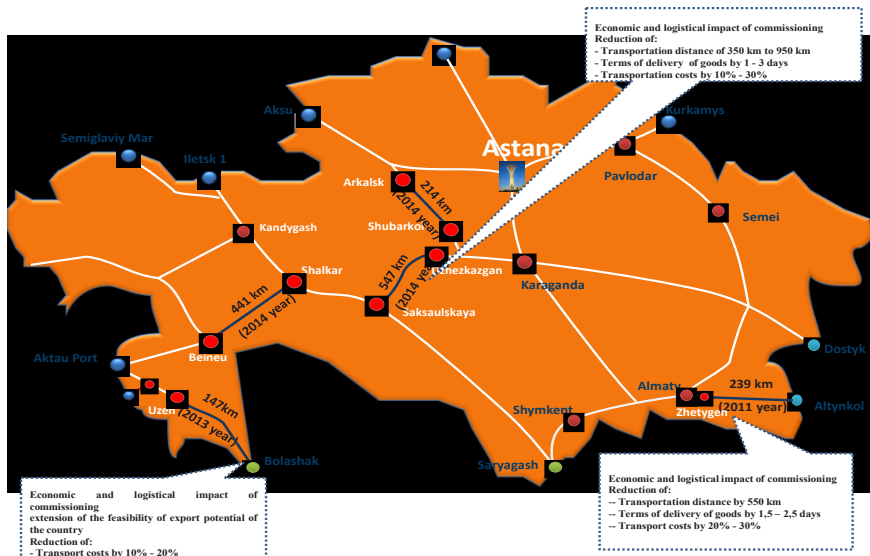 Economic and logistical impact of commissioning
Reduction of:
- Transportation distance of 350 km to 950 km
- Terms of delivery of goods by 1 - 3 days
- Transportation costs by 10% - 30%
Aksu
Kurkamys
Semiglaviy Mar
Astana
Iletsk 1
Pavlodar
Arkalsk
214 km
(2014 year)
Semei
Shubarkol
Kandygash
547 km
(2014 year)
Shalkar
Karaganda
441 km
(2014 year)
Saksaulskaya
Beineu
Dostyk
Aktau Port
Almaty
239 km
Zhetygen
(2011 year)
Altynkol
Uzen
147km
(2013 year)
Shymkent
Bolashak
Saryagash
Economic and logistical impact of
commissioning
extension of the feasibility of export potential of
the country
Reduction of:
- Transport costs by 10% - 20%
Economic and logistical impact of commissioning
Reduction of:
-- Transportation distance by 550 km
-- Terms of delivery of goods by 1,5 – 2,5 days
-- Transport costs by 20% - 30%